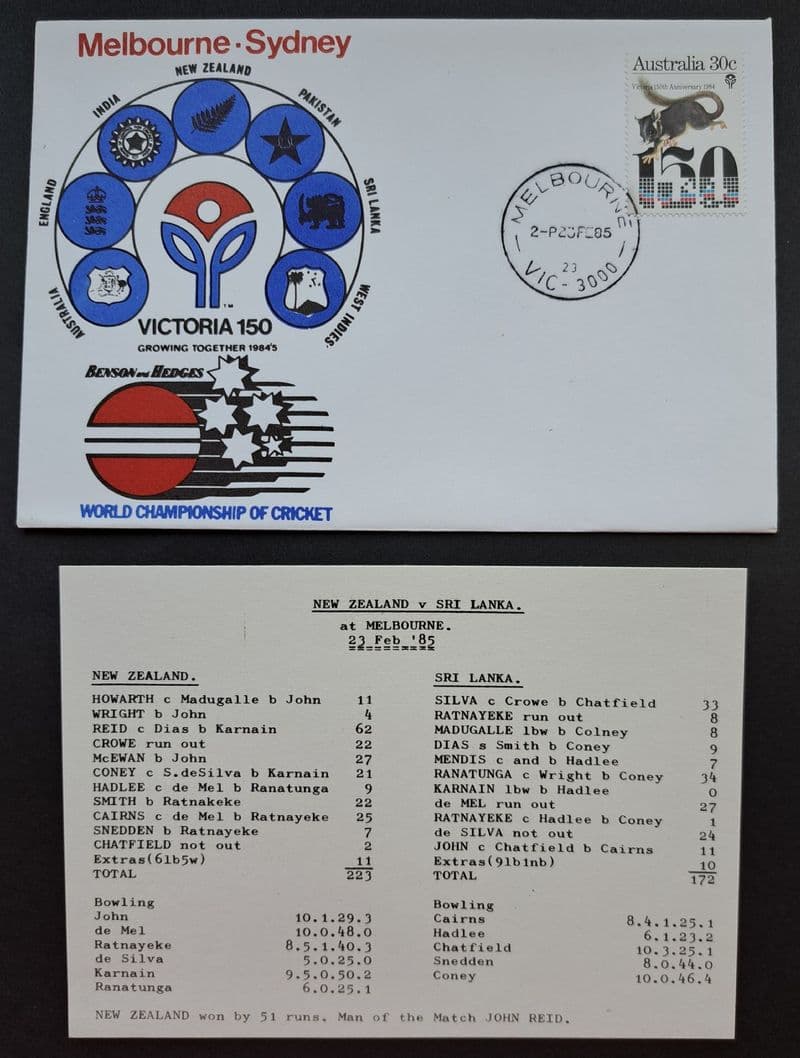 Melbourne·Sydney
NEW ZEALAND
INDIA
PAKISTAN
ENGLAND
SRI LANKA
AUSTRALIA
WEST INDIES
TM
VICTORIA 150
GROWING TOGETHER 1984'5
BENSON and HEDGES
WORLD CHAMPIONSHIP OF CRICKET
Australia 30c
Victoria 150th Anniversary 1984
150
MELBOURNE
2-P23FE85
23
VIC-3000
NEW ZEALAND v SRI LANKA.
at MELBOURNE.
23 Feb '85
NEW ZEALAND.
HOWARTH c Madugalle b John 11
WRIGHT b John 4
REID c Dias b Karnain 62
CROWE run out 22
McEWAN b John 27
CONEY c S.deSilva b Karnain 21
HADLEE c de Mel b Ranatunga 9
SMITH b Ratnakeke 22
CAIRNS c de Mel b Ratnayeke 25
SNEDDEN b Ratnayeke 7
CHATFIELD not out 2
Extras(6lb5w) 11
TOTAL 223
Bowling
John 10.1.29.3
de Mel 10.0.48.0
Ratnayeke 8.5.1.40.3
de Silva 5.0.25.0
Karnain 9.5.0.50.2
Ranatunga 6.0.25.1
SRI LANKA.
SILVA c Crowe b Chatfield 33
RATNAYEKE run out 8
MADUGALLE lbw b Colney 8
DIAS s Smith b Coney 9
MENDIS c and b Hadlee 7
RANATUNGA c Wright b Coney 34
KARNAIN lbw b Hadlee 0
de MEL run out 27
RATNAYEKE c Hadlee b Coney 1
de SILVA not out 24
JOHN c Chatfield b Cairns 11
Extras(9lb1nb) 10
TOTAL 172
Bowling
Cairns 8.4.1.25.1
Hadlee 6.1.23.2
Chatfield 10.3.25.1
Snedden 8.0.44.0
Coney 10.0.46.4
NEW ZEALAND won by 51 runs. Man of the Match JOHN REID.